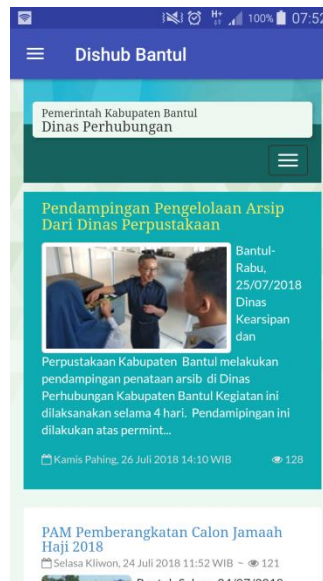 100% 07:52
Dishub Bantul
Pemerintah Kabupaten Bantul
Dinas Perhubungan
Pendampingan Pengelolaan Arsip
Dari Dinas Perpustakaan
Bantul-
Rabu,
25/07/2018
Dinas
Kearsipan
dan
Perpustakaan Kabupaten Bantul melakukan
pendampingan penataan arsib di Dinas
Perhubungan Kabupaten Bantul Kegiatan ini
dilaksanakan selama 4 hari. Pendamipingan ini
dilakukan atas permint...
Kamis Pahing, 26 Juli 2018 14:10 WIB 128
PAM Pemberangkatan Calon Jamaah
Haji 2018
Selasa Kliwon, 24 Juli 2018 11:52 WIB ~ 121